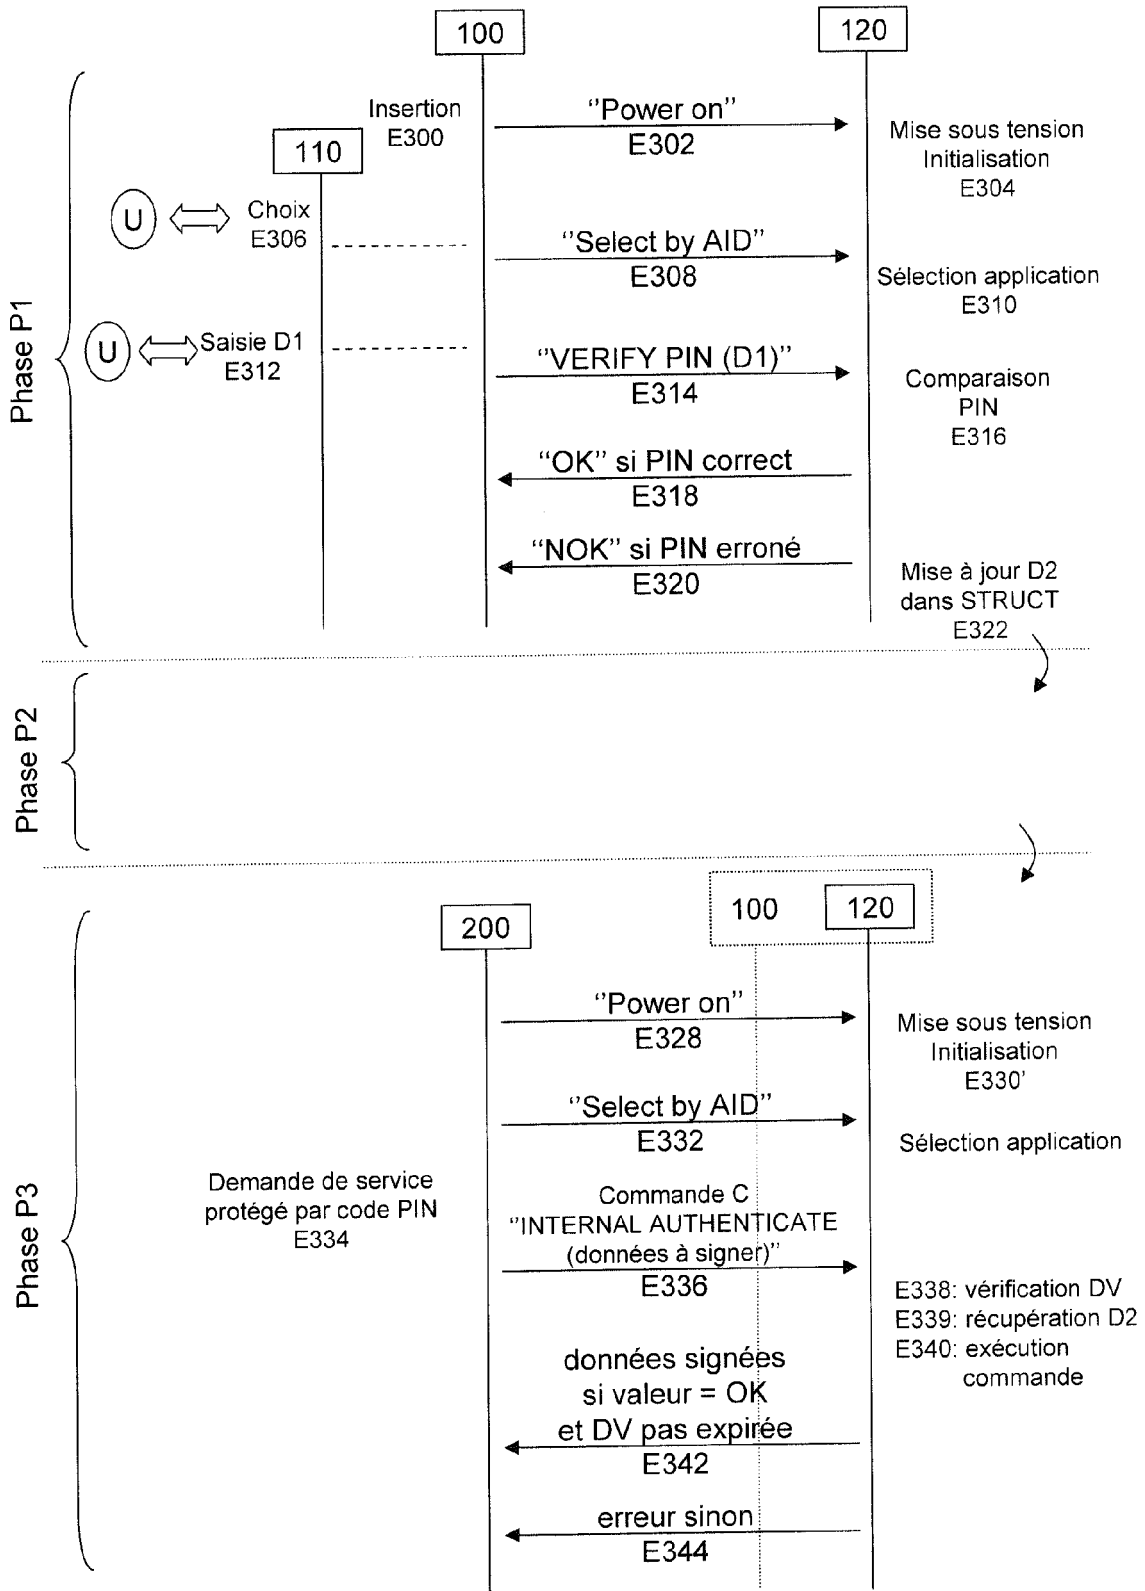 100
120
Phase P1
Insertion
E300
110
"Power on"
E302
Mise sous tension
Initialisation
E304
U
Choix
E306
"Select by AID"
E308
Sélection application
E310
U
Saisie D1
E312
"VERIFY PIN (D1)"
E314
Comparaison
PIN
E316
"OK" si PIN correct
E318
"NOK" si PIN erroné
E320
Mise à jour D2
dans STRUCT
E322
Phase P2
Phase P3
200
100
120
"Power on"
E328
Mise sous tension
Initialisation
E330'
"Select by AID"
E332
Sélection application
Demande de service
protégé par code PIN
E334
Commande C
"INTERNAL AUTHENTICATE
(données à signer)"
E336
E338: vérification DV
E339: récupération D2
E340: exécution
commande
données signées
si valeur = OK
et DV pas expirée
E342
erreur sinon
E344